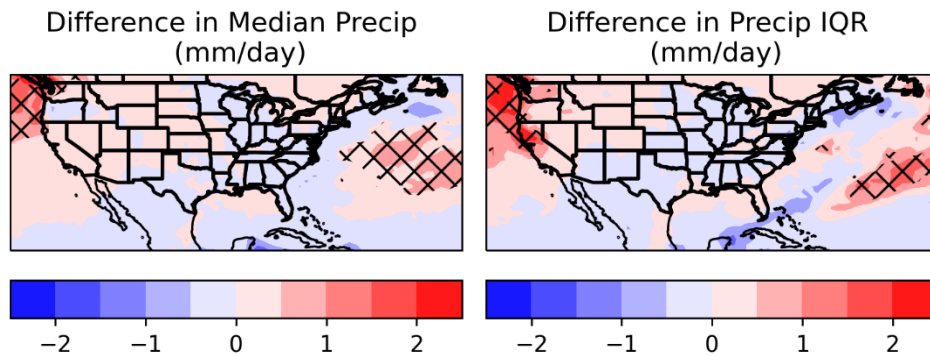 Difference in Median Precip
(mm/day)
Difference in Precip IQR
(mm/day)
−2 −1 0 1 2
−2 −1 0 1 2